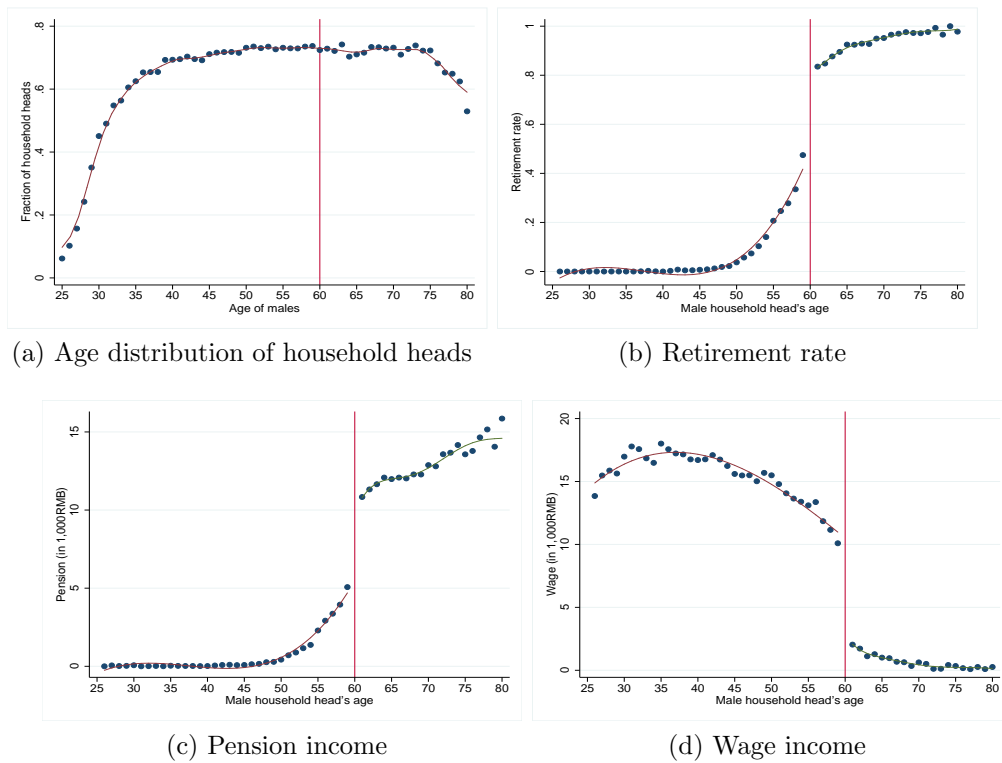 Fraction of household heads
.8
.6
.4
.2
0
25 30 35 40 45 50 55 60 65 70 75 80
Age of males
(a) Age distribution of household heads
Retirement rate)
1
.8
.6
.4
.2
0
25 30 35 40 45 50 55 60 65 70 75 80
Male household head's age
(b) Retirement rate
Pension (in 1,000RMB)
15
10
5
0
25 30 35 40 45 50 55 60 65 70 75 80
Male household head's age
(c) Pension income
Wage (in 1,000RMB)
20
15
10
5
0
25 30 35 40 45 50 55 60 65 70 75 80
Male household head's age
(d) Wage income